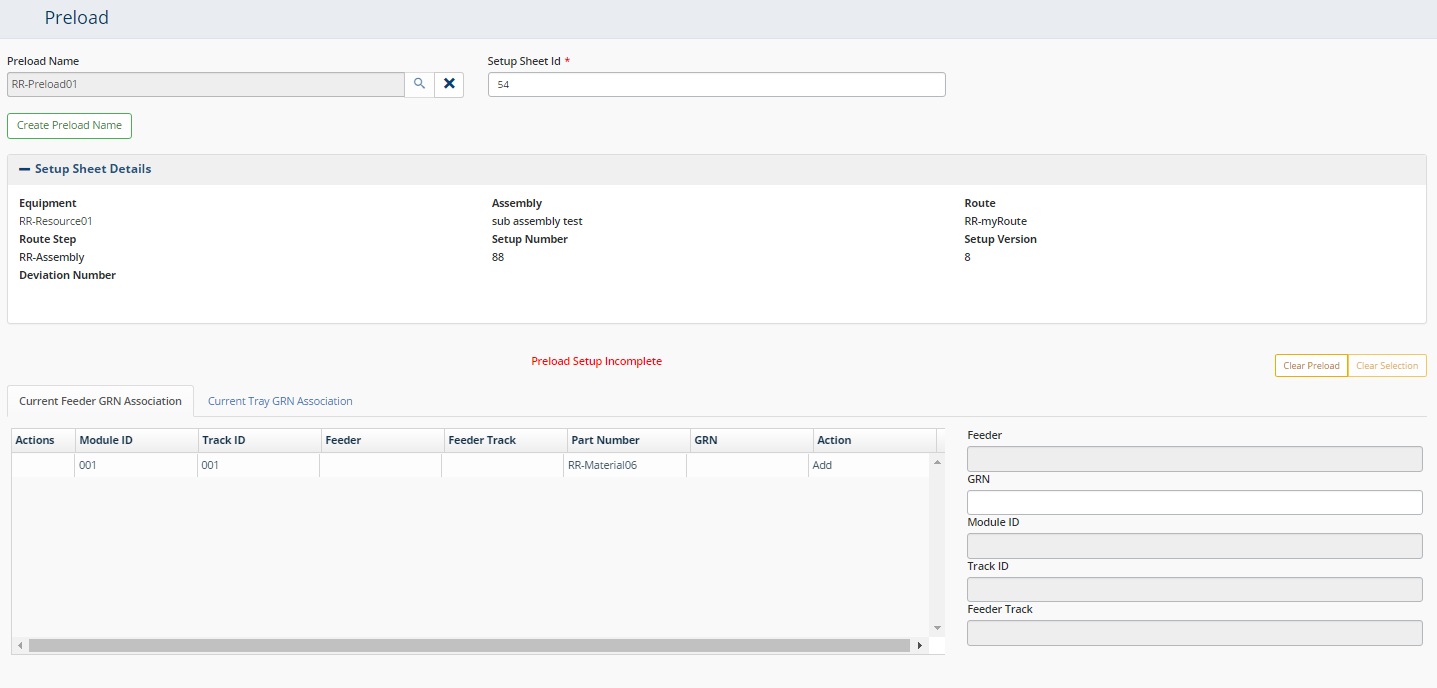 Preload
Preload Name
Setup Sheet Id *
RR-Preload01
54
Create Preload Name
Setup Sheet Details
Equipment
Assembly
Route
RR-Resource01
sub assembly test
RR-myRoute
Route Step
Setup Number
Setup Version
RR-Assembly
88
8
Deviation Number
Preload Setup Incomplete
Clear Preload
Clear Selection
Current Feeder GRN Association
Current Tray GRN Association
Actions Module ID Track ID Feeder Feeder Track Part Number GRN Action
001 001 RR-Material06 Add
Feeder
GRN
Module ID
Track ID
Feeder Track